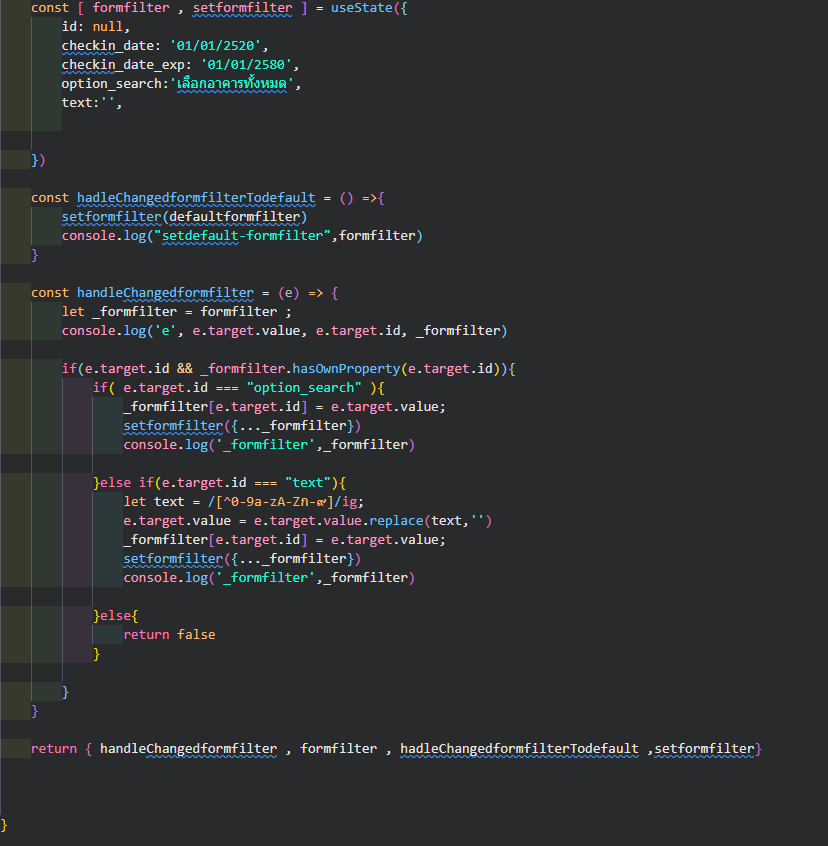 const [ formfilter , setformfilter ] = useState({
id: null,
checkin_date: '01/01/2520',
checkin_date_exp: '01/01/2580',
option_search:'เลือกอาคารทั้งหมด',
text:'',
})
const hadleChangedformfilterTodefault = () =>{
setformfilter(defaultformfilter)
console.log("setdefault-formfilter",formfilter)
}
const handleChangedformfilter = (e) => {
let _formfilter = formfilter ;
console.log('e', e.target.value, e.target.id, _formfilter)
if(e.target.id && _formfilter.hasOwnProperty(e.target.id)){
if( e.target.id === "option_search" ){
_formfilter[e.target.id] = e.target.value;
setformfilter({..._formfilter})
console.log('_formfilter',_formfilter)
}else if(e.target.id === "text"){
let text = /[^0-9a-zA-Zก-๙]/ig;
e.target.value = e.target.value.replace(text,'')
_formfilter[e.target.id] = e.target.value;
setformfilter({..._formfilter})
console.log('_formfilter',_formfilter)
}else{
return false
}
}
}
return { handleChangedformfilter , formfilter , hadleChangedformfilterTodefault ,setformfilter}
}